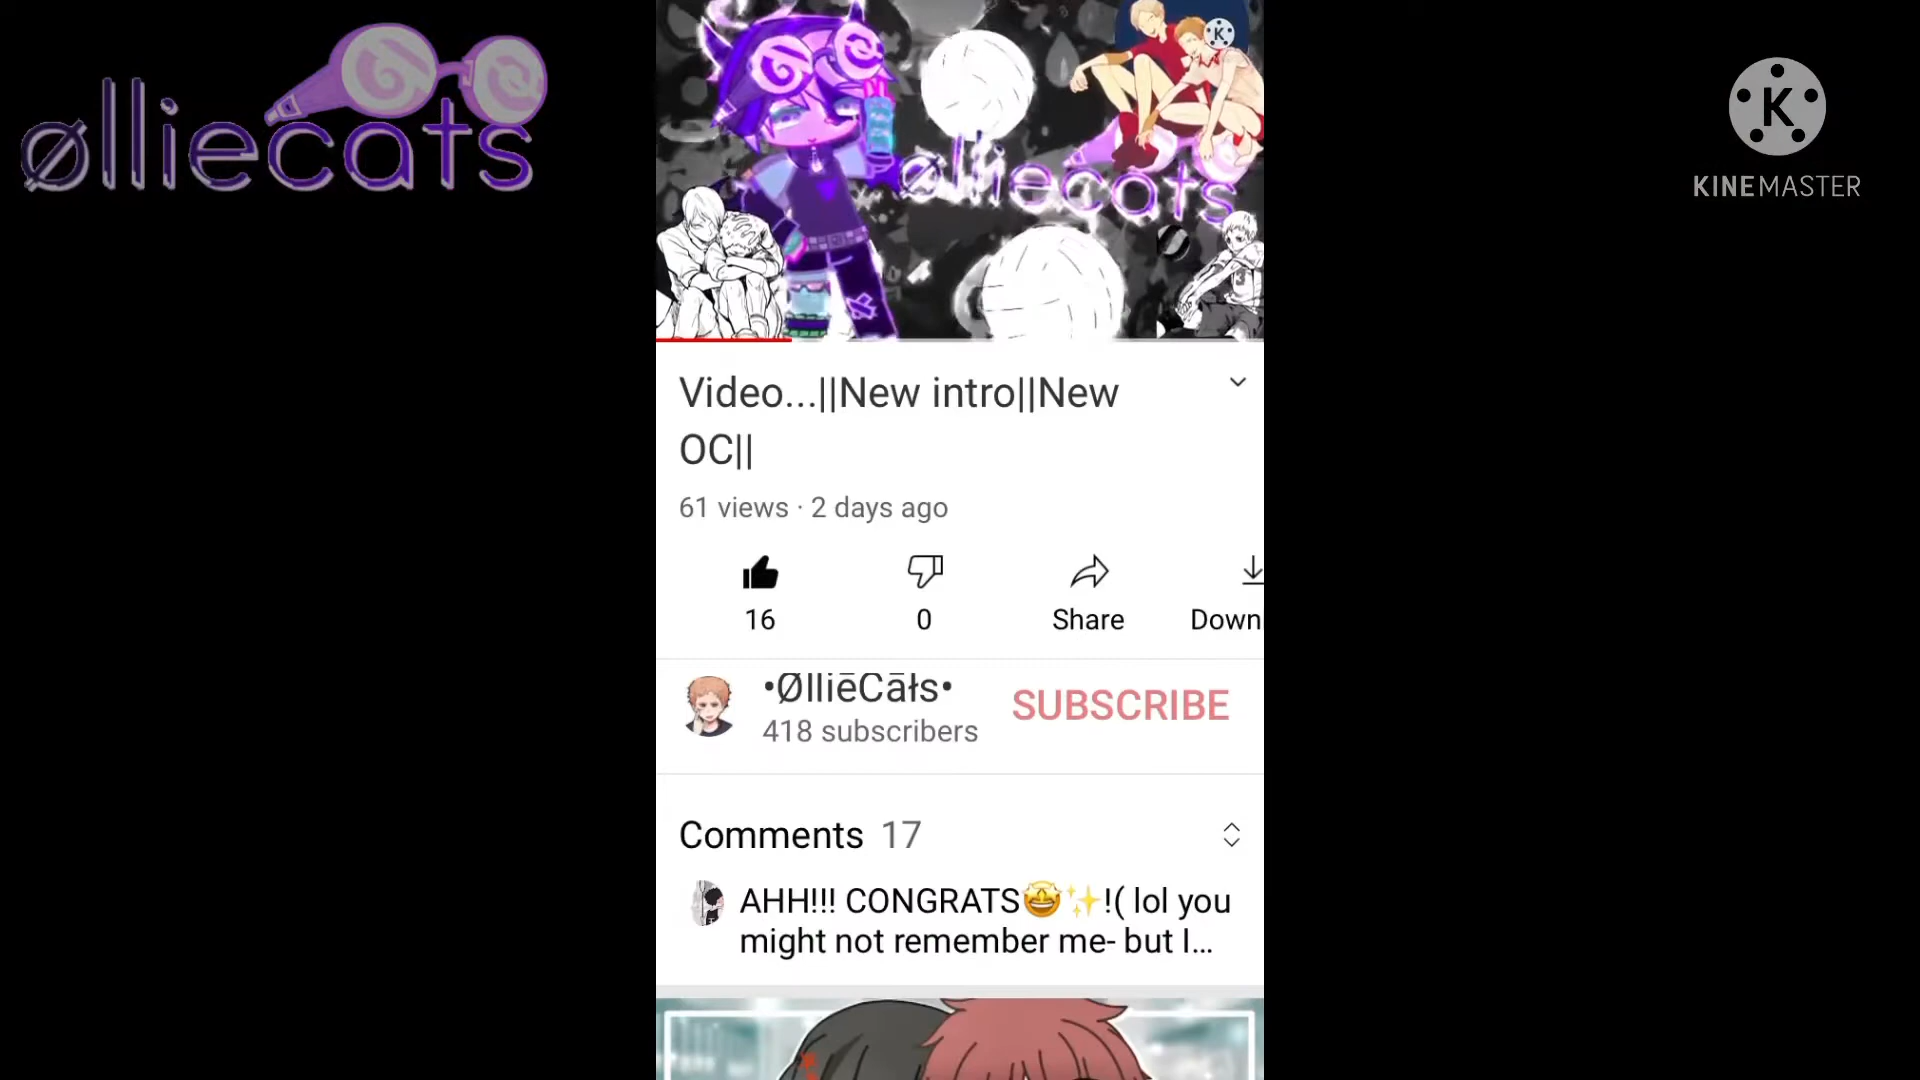 ølliecats
K
KINEMASTER
K
ølliecats
Video...||New intro||New
OC||
61 views · 2 days ago
16
0
Share
Down
•ØlliēCāłs•
418 subscribers
SUBSCRIBE
Comments 17
AHH!!! CONGRATS🤩✨!( lol you
might not remember me- but I...